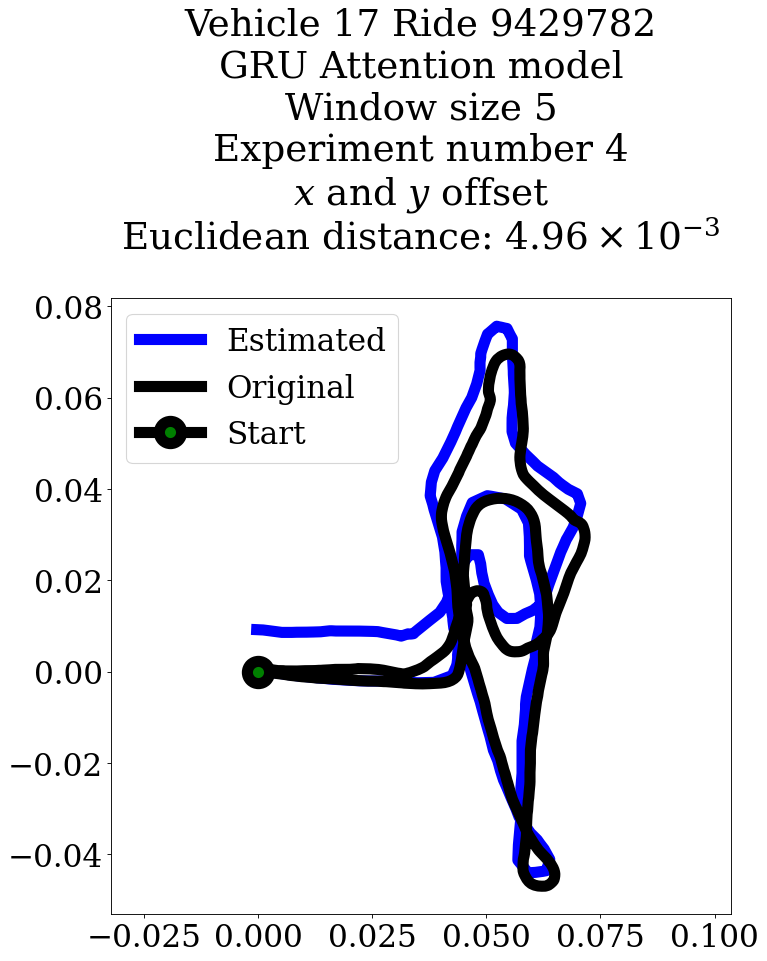 Vehicle 17 Ride 9429782
GRU Attention model
Window size 5
Experiment number 4
x and y offset
Euclidean distance: 4.96 × 10⁻³
Estimated
Original
Start
0.08
0.06
0.04
0.02
0.00
−0.02
−0.04
−0.025 0.000 0.025 0.050 0.075 0.100